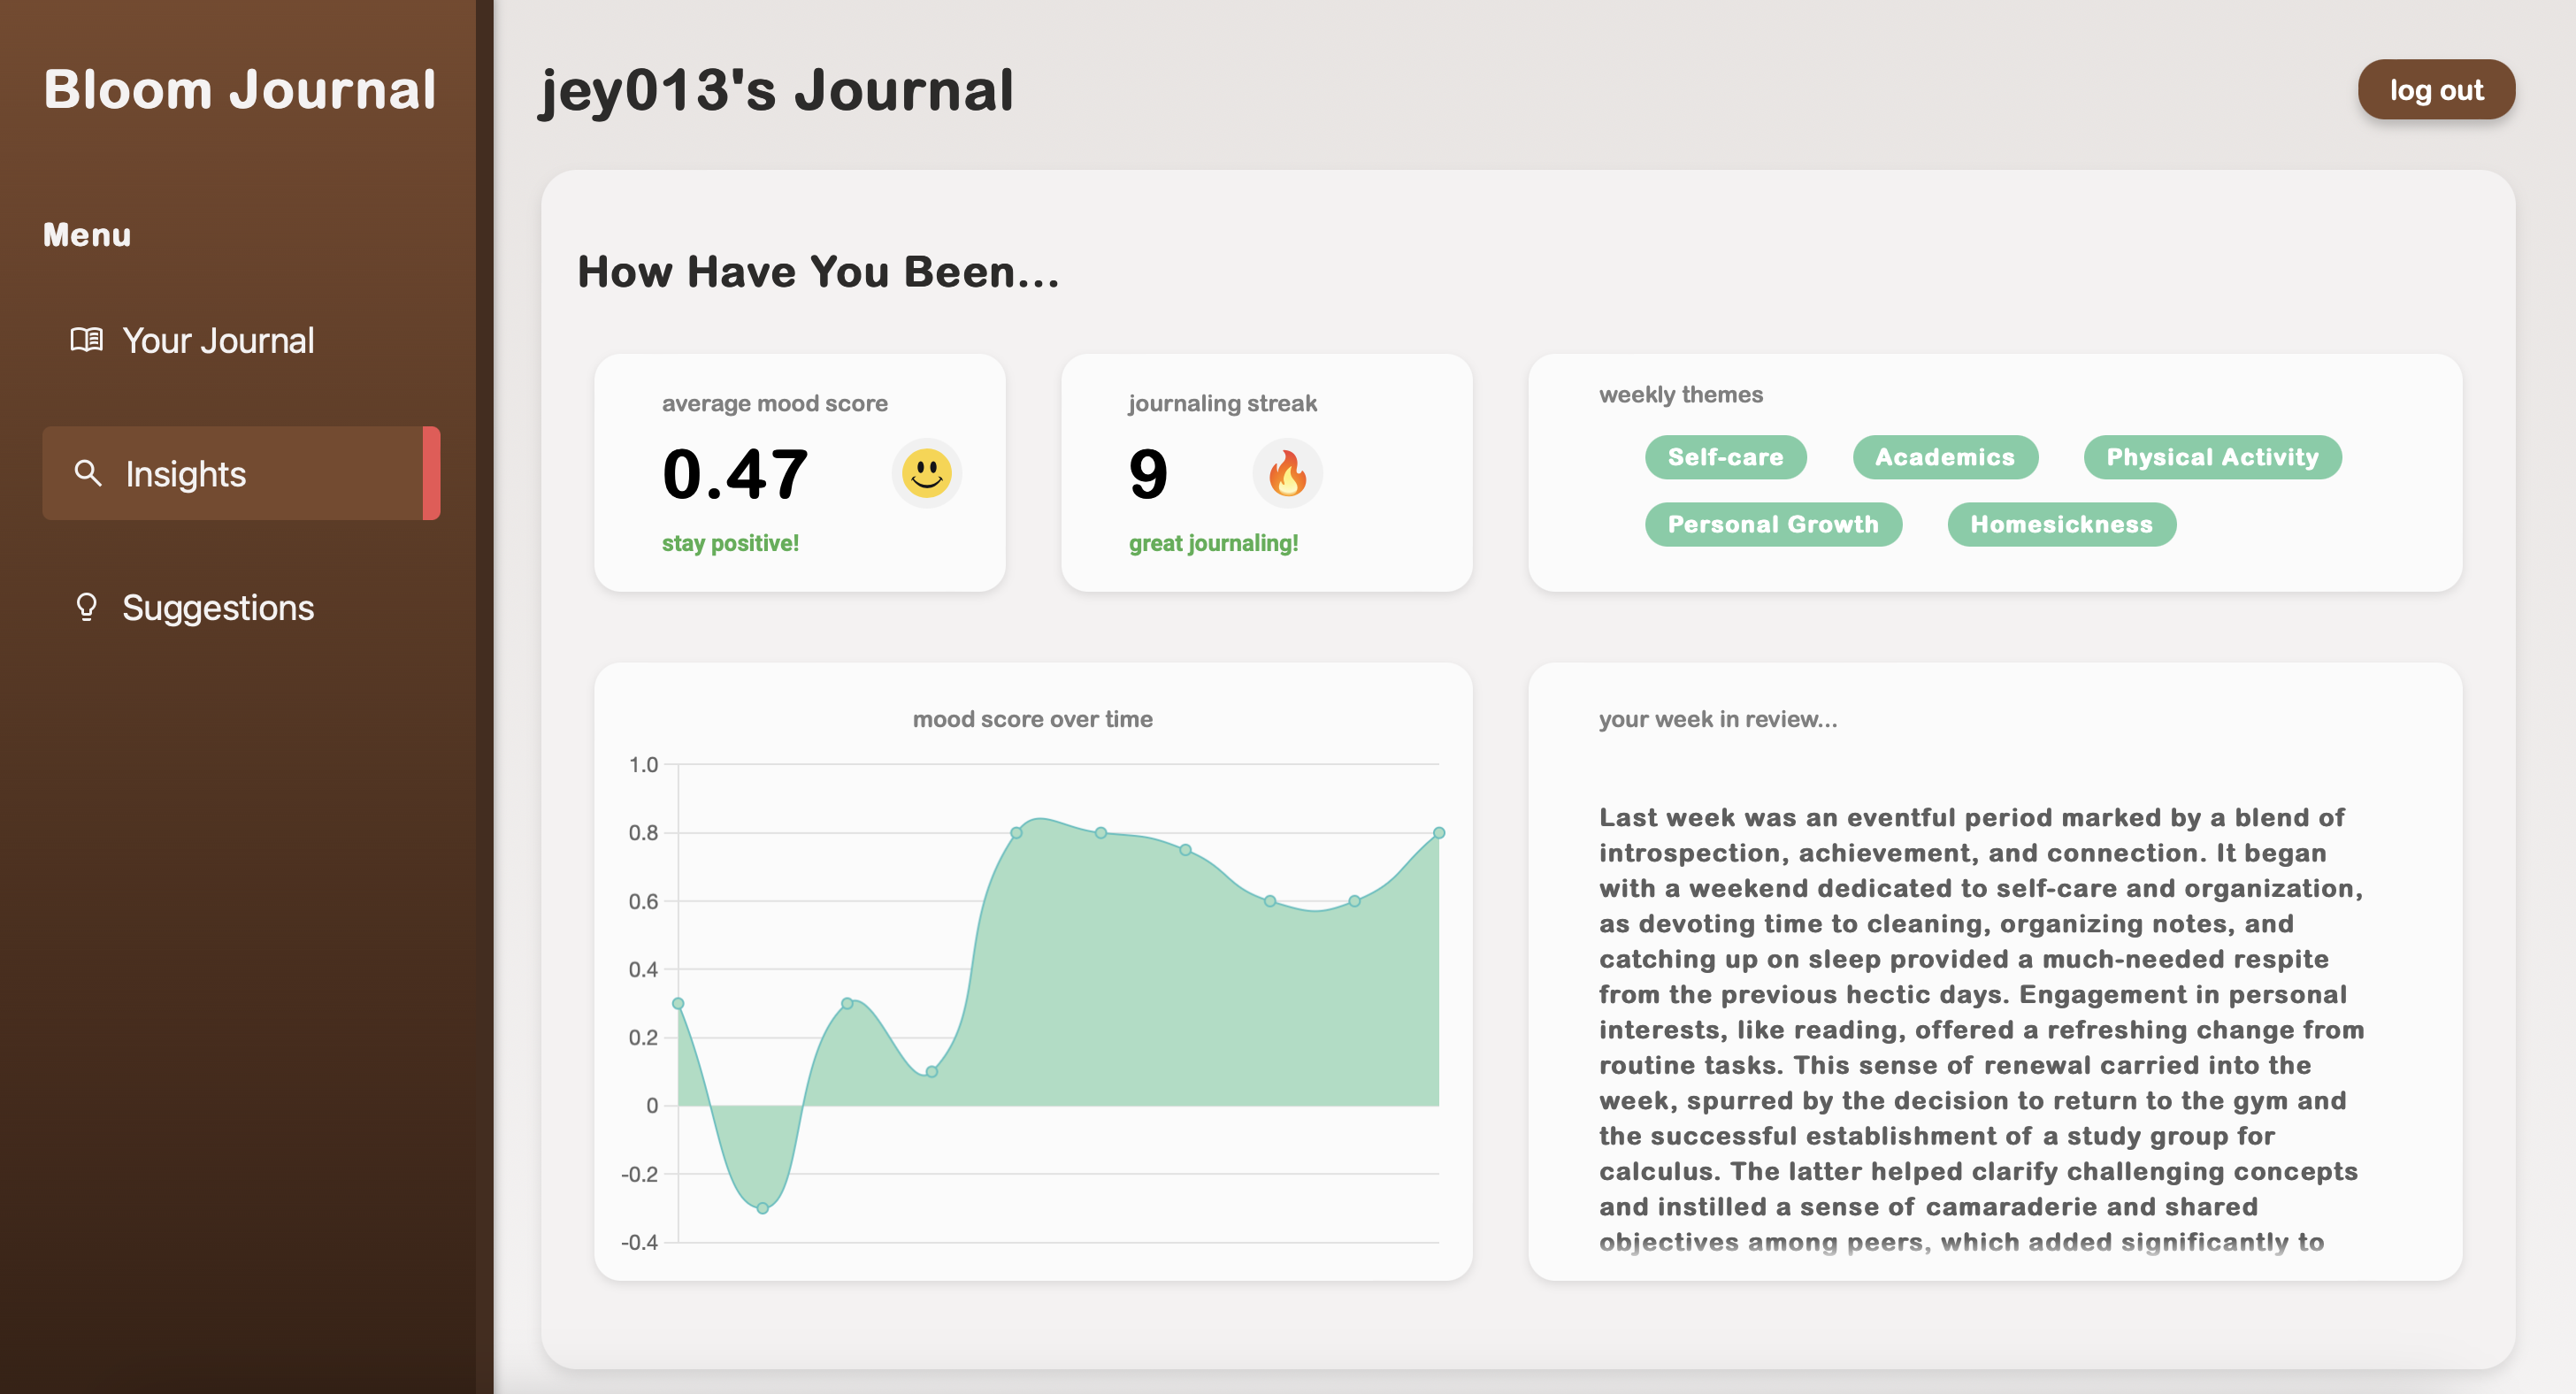 Bloom Journal
Menu
Your Journal
Insights
Suggestions
jey013's Journal
log out
How Have You Been...
average mood score
0.47
stay positive!
journaling streak
9
great journaling!
weekly themes
Self-care Academics Physical Activity
Personal Growth Homesickness
mood score over time
1.0
0.8
0.6
0.4
0.2
0
-0.2
-0.4
your week in review...
Last week was an eventful period marked by a blend of
introspection, achievement, and connection. It began
with a weekend dedicated to self-care and organization,
as devoting time to cleaning, organizing notes, and
catching up on sleep provided a much-needed respite
from the previous hectic days. Engagement in personal
interests, like reading, offered a refreshing change from
routine tasks. This sense of renewal carried into the
week, spurred by the decision to return to the gym and
the successful establishment of a study group for
calculus. The latter helped clarify challenging concepts
and instilled a sense of camaraderie and shared
objectives among peers, which added significantly to